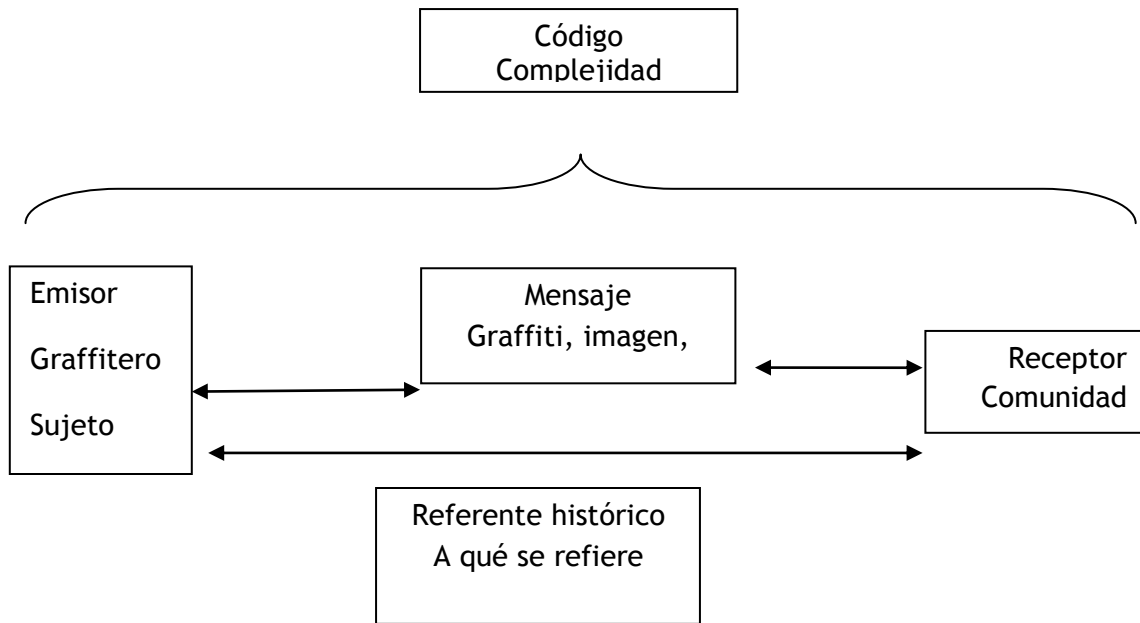 Código
Complejidad
Emisor
Graffitero
Sujeto
Mensaje
Graffiti, imagen,
Receptor
Comunidad
Referente histórico
A qué se refiere